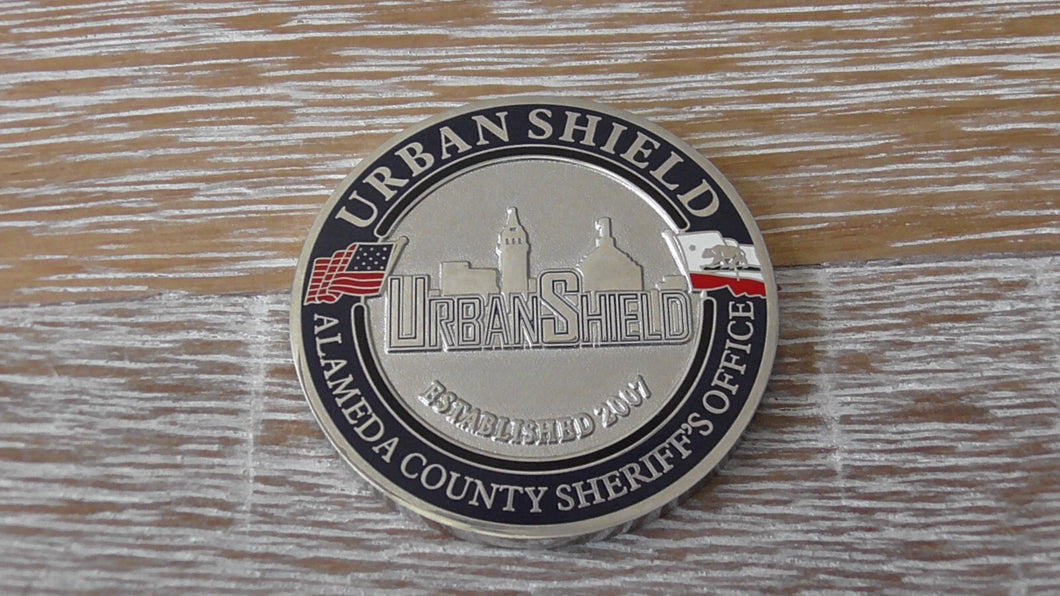 URBAN SHIELD
URBANSHIELD
ESTABLISHED 2007
ALAMEDA COUNTY SHERIFF'S OFFICE